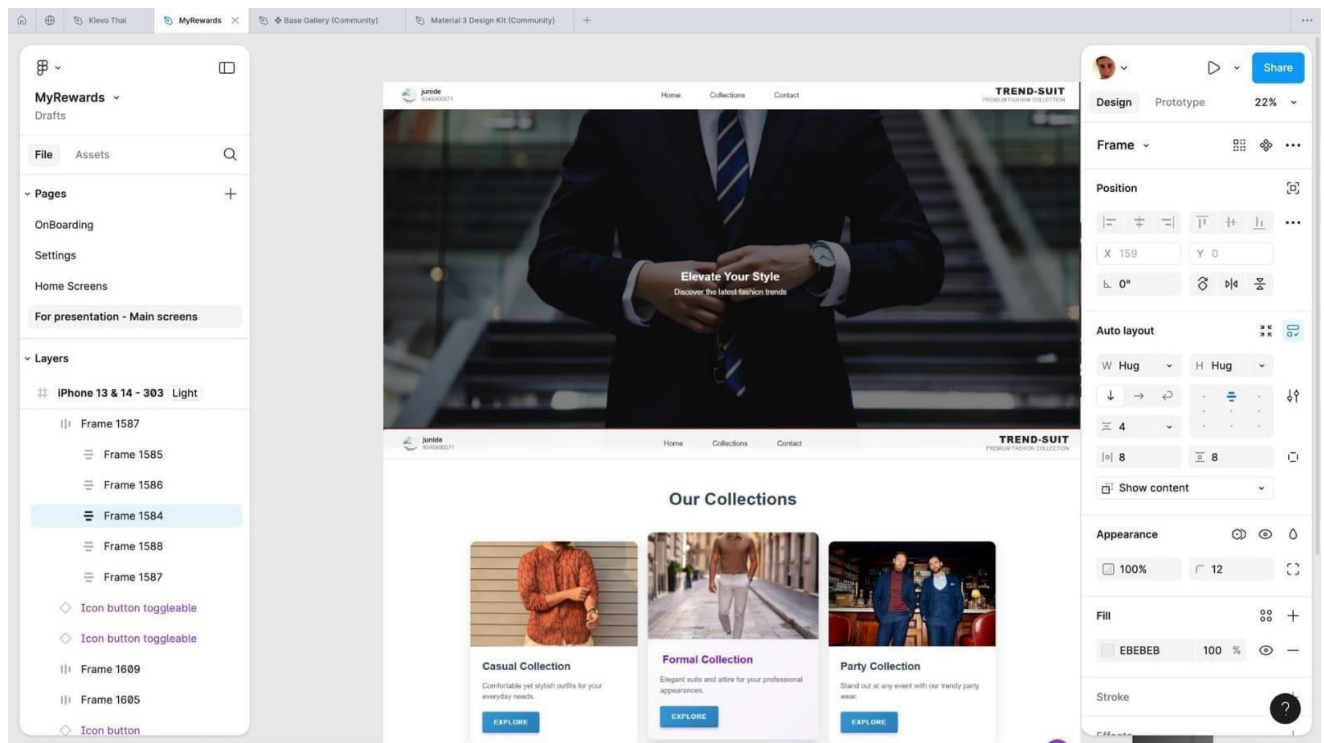 Klevo Thai
MyRewards
Base Gallery (Community)
Material 3 Design Kit (Community)
MyRewards
Drafts
File Assets
Pages
OnBoarding
Settings
Home Screens
For presentation - Main screens
Layers
iPhone 13 & 14 - 303 Light
Frame 1587
Frame 1585
Frame 1586
Frame 1584
Frame 1588
Frame 1587
Icon button toggleable
Icon button toggleable
Frame 1609
Frame 1605
Icon button
junide
Home Collections Contact
TREND-SUIT
PREMIUM FASHION COLLECTION
Elevate Your Style
Discover the latest fashion trends
junide
Home Collections Contact
TREND-SUIT
PREMIUM FASHION COLLECTION
Our Collections
Casual Collection
Comfortable yet stylish outfits for your
everyday needs.
EXPLORE
Formal Collection
Elegant suits and attire for your professional
appearances.
EXPLORE
Party Collection
Stand out at any event with our trendy party
wear.
EXPLORE
Share
Design Prototype 22%
Frame
Position
X 159 Y 0
0°
Auto layout
W Hug H Hug
4
8 8
Show content
Appearance
100% 12
Fill
EBEBEB 100 %
Stroke
Effects
?